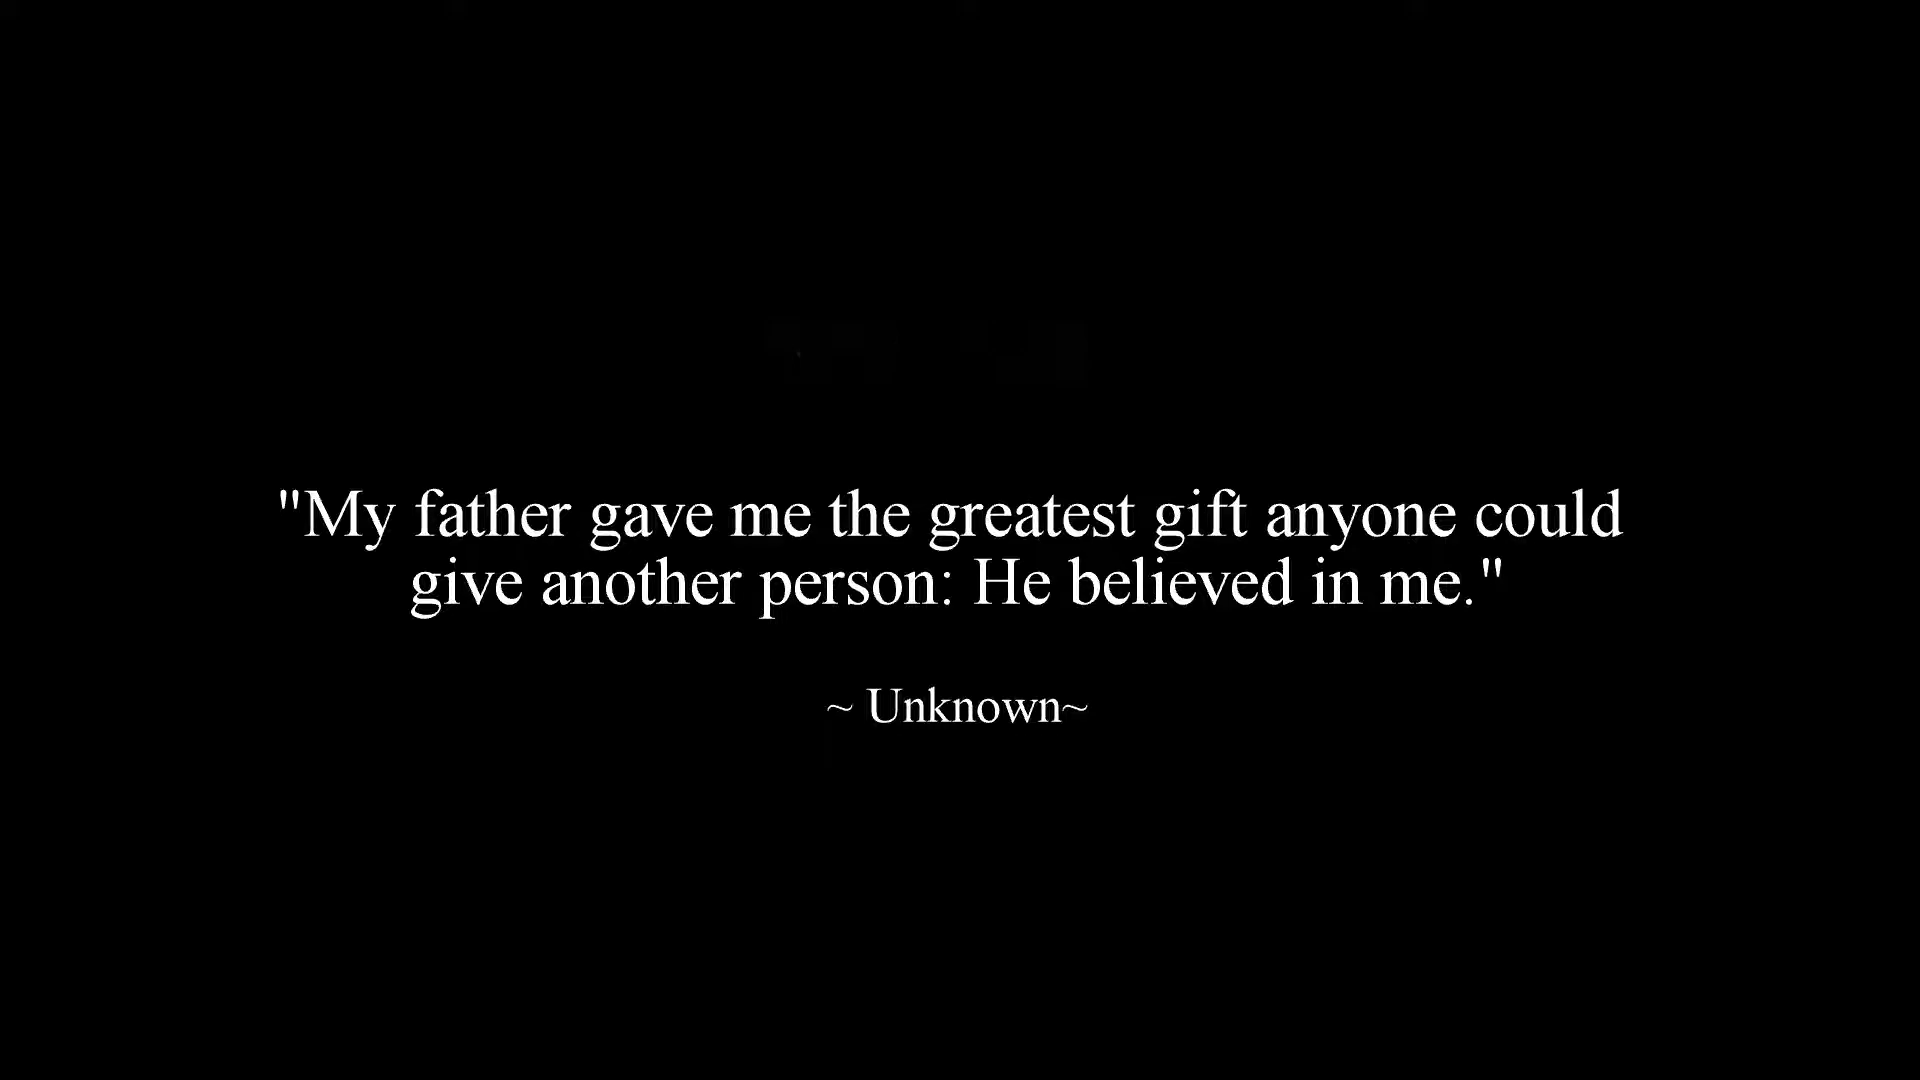 "My father gave me the greatest gift anyone could
give another person: He believed in me."
~ Unknown~